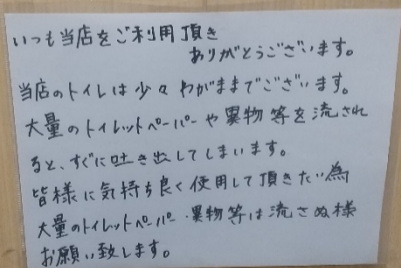 いつも当店をご利用頂き
ありがとうございます。
当店のトイレは少々わがままでございます。
大量のトイレットペーパーや異物等を流され
ると、すぐに吐き出してしまいます。
皆様に気持ち良く使用して頂きたい為
大量のトイレットペーパー・異物等は流さぬ様
お願い致します。